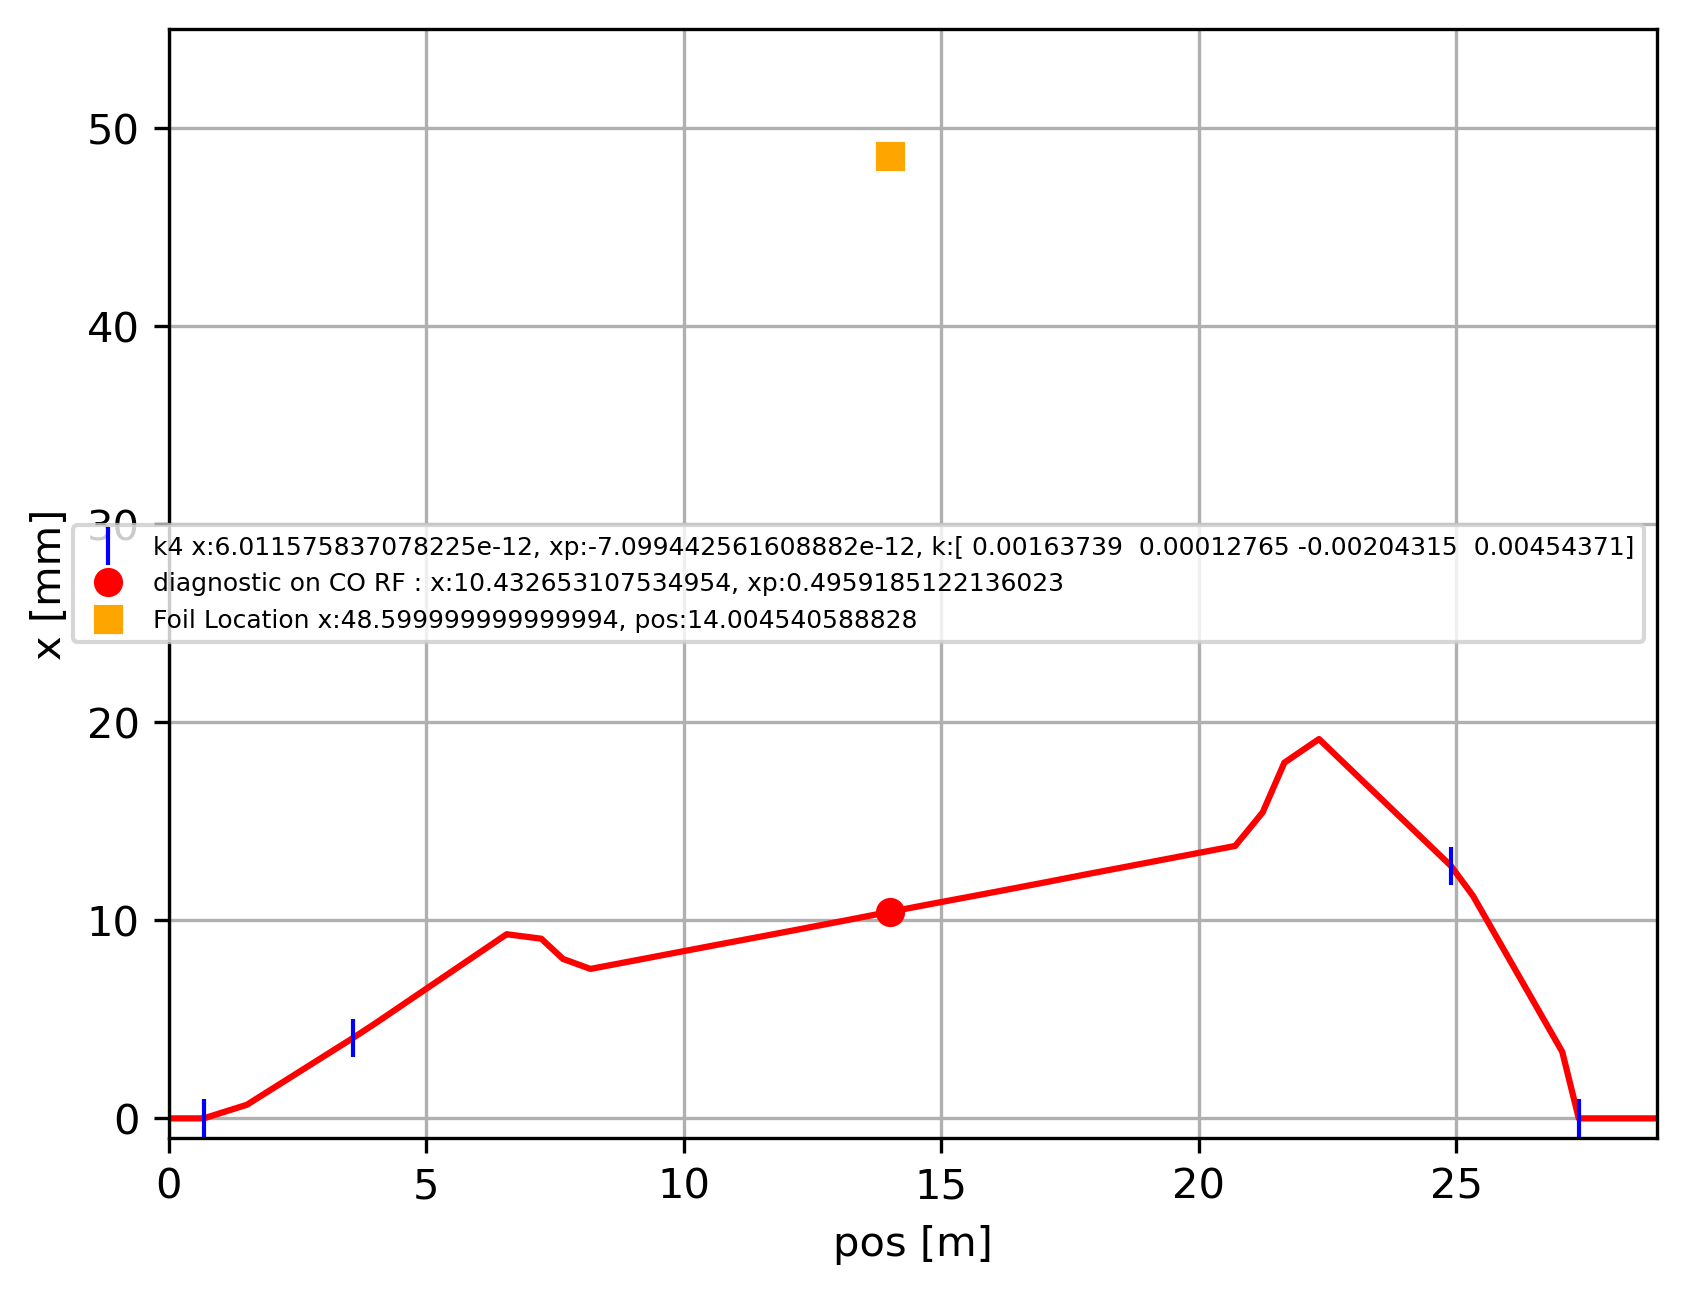 50
40
30
k4 x:6.011575837078225e-12, xp:-7.099442561608882e-12, k:[ 0.00163739  0.00012765 -0.00204315  0.00454371]
diagnostic on CO RF : x:10.432653107534954, xp:0.4959185122136023
Foil Location x:48.599999999999994, pos:14.004540588828
x [mm]
20
10
0
0 5 10 15 20 25
pos [m]